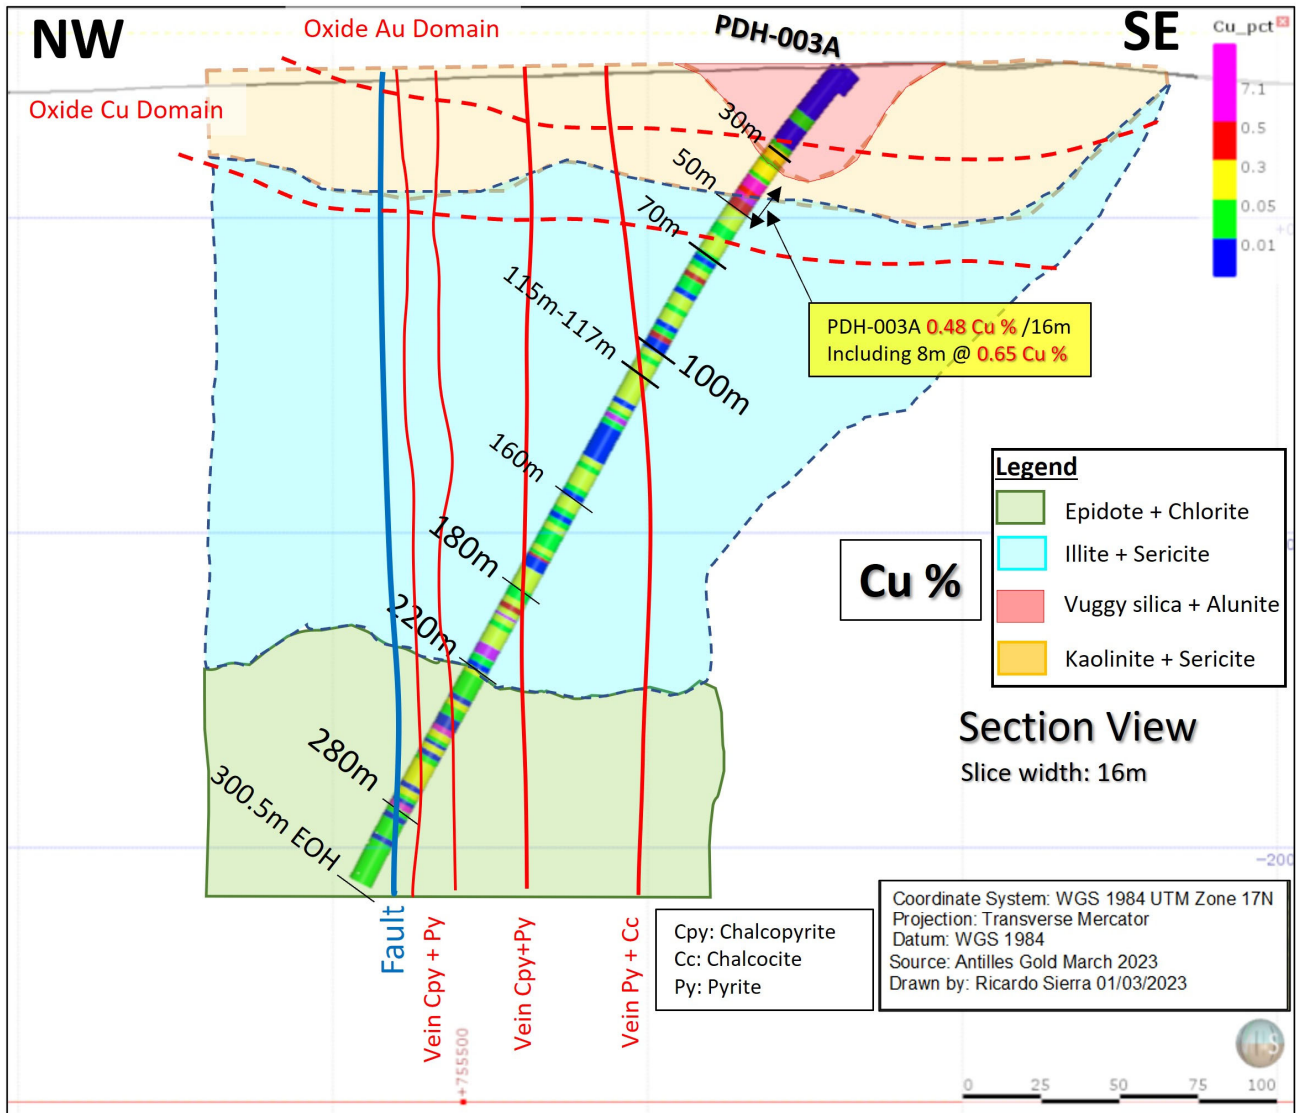 NW
Oxide Au Domain
PDH-003A
SE
Cu_pct
Oxide Cu Domain
7.1
0.5
0.3
0.05
0.01
30m
50m
70m
115m-117m
100m
PDH-003A 0.48 Cu % /16m
Including 8m @ 0.65 Cu %
160m
180m
220m
280m
300.5m EOH
Cu %
Legend
Epidote + Chlorite
Illite + Sericite
Vuggy silica + Alunite
Kaolinite + Sericite
Section View
Slice width: 16m
-200
Fault
Vein Cpy + Py
Vein Cpy+Py
Vein Py + Cc
Cpy: Chalcopyrite
Cc: Chalcocite
Py: Pyrite
Coordinate System: WGS 1984 UTM Zone 17N
Projection: Transverse Mercator
Datum: WGS 1984
Source: Antilles Gold March 2023
Drawn by: Ricardo Sierra 01/03/2023
+755500
0 25 50 75 100